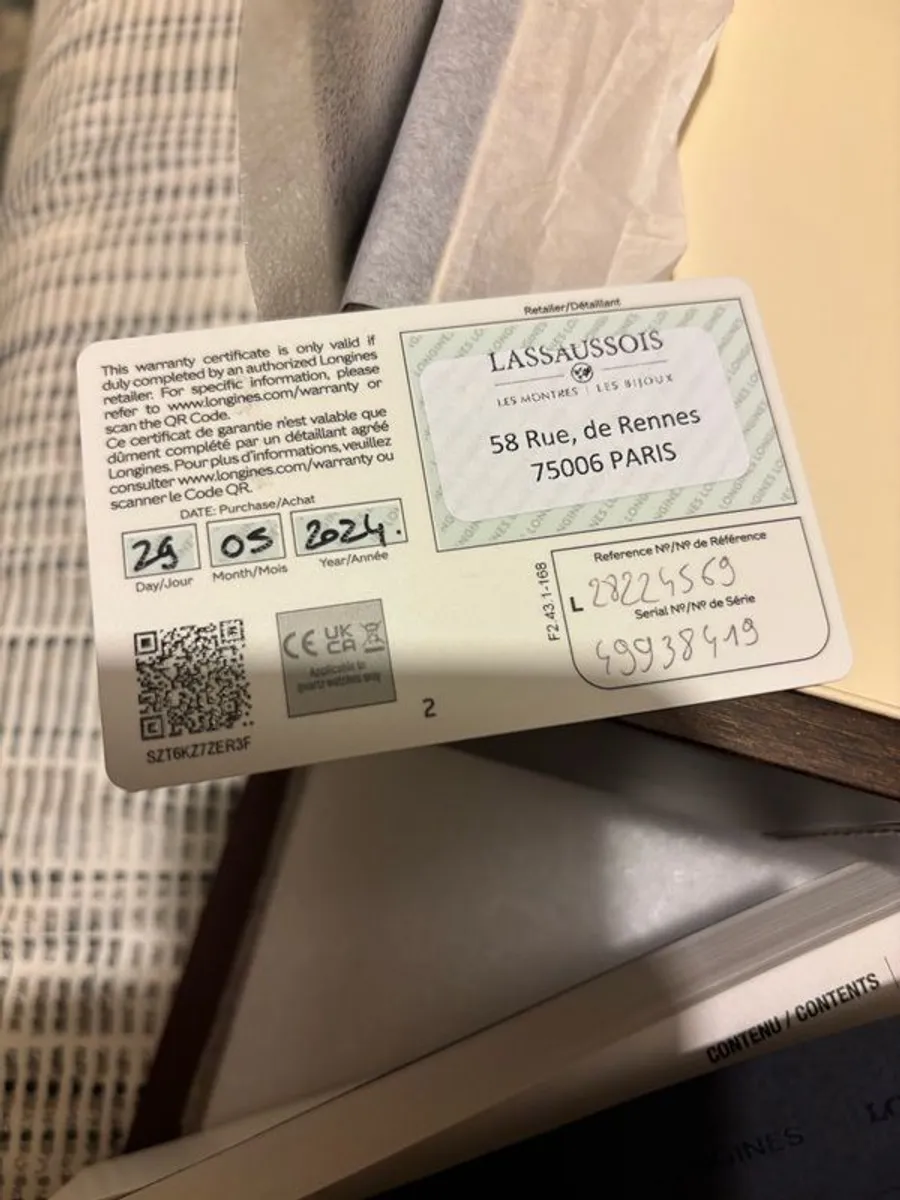 This warranty certificate is only valid if
duly completed by an authorized Longines
retailer. For specific information, please
refer to www.longines.com/warranty or
scan the QR Code.
Ce certificat de garantie n'est valable que
dûment complété par un détaillant agréé
Longines. Pour plus d'informations, veuillez
consulter www.longines.com/warranty ou
scanner le Code QR.
DATE: Purchase/Achat
29 05 2024.
Day/Jour Month/Mois Year/Année
SZT6KZ7ZER3F
CE UK CA
Applicable to
quartz watches only
2
Retailer/Détaillant
LASSAUSSOIS
LES MONTRES | LES BIJOUX
58 Rue, de Rennes
75006 PARIS
F2.43.1-168
Reference Nº/Nº de Référence
L 28224569
Serial Nº/Nº de Série
49938419
CONTENU / CONTENTS